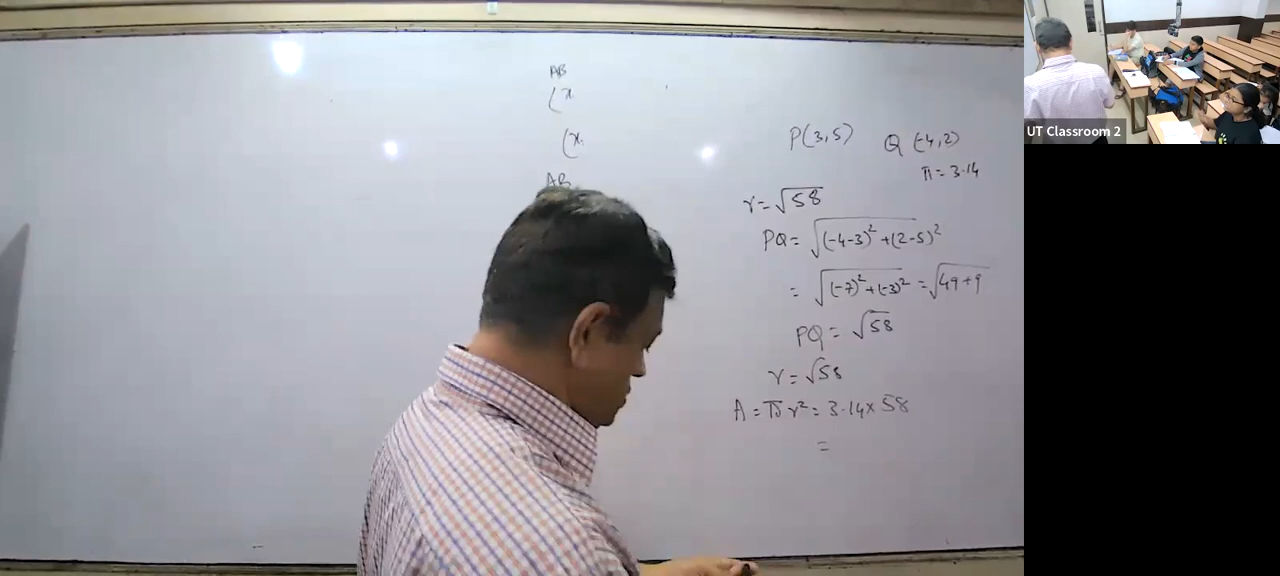 AB
(x
(x.
AB
P(3,5) Q(-4,2)
π = 3.14
r = √58
PQ = √(-4-3)² + (2-5)²
= √(-7)² + (-3)² = √49+9
PQ = √58
r = √58
A = πr² = 3.14 × 58
=
UT Classroom 2